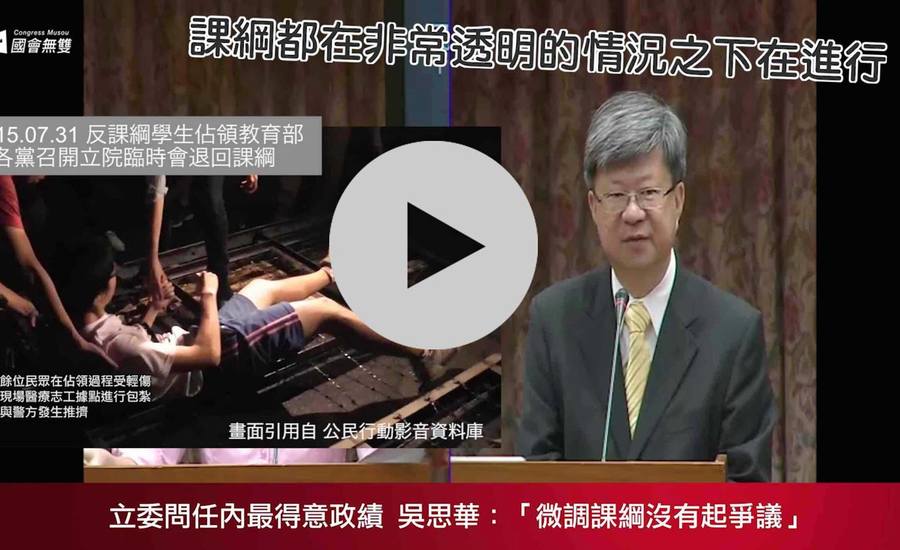 Congress Musou
國會無雙
課綱都在非常透明的情況之下在進行
15.07.31 反課綱學生佔領教育部
各黨召開立院臨時會退回課綱
餘位民眾在佔領過程受輕傷
現場醫療志工據點進行包紮
與警方發生推擠
畫面引用自 公民行動影音資料庫
立委問任內最得意政績 吳思華：「微調課綱沒有起爭議」